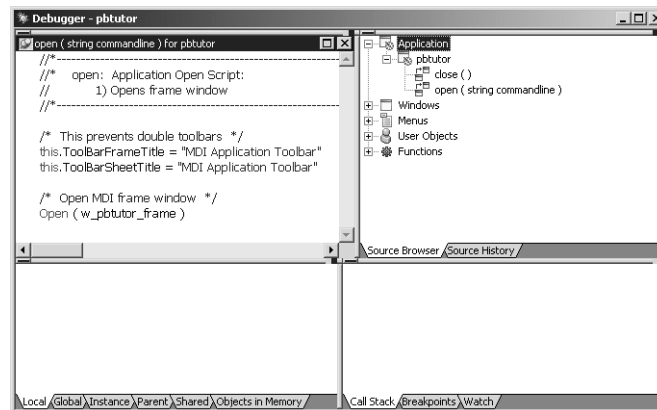 Debugger - pbtutor
open ( string commandline ) for pbtutor
//*-----------------------------------------------------
//* open: Application Open Script:
// 1) Opens frame window
//*-----------------------------------------------------
/* This prevents double toolbars */
this.ToolBarFrameTitle = "MDI Application Toolbar"
this.ToolBarSheetTitle = "MDI Application Toolbar"
/* Open MDI frame window */
Open ( w_pbtutor_frame )
Application
pbtutor
close ( )
open ( string commandline )
Windows
Menus
User Objects
Functions
Source Browser Source History
Local Global Instance Parent Shared Objects in Memory
Call Stack Breakpoints Watch